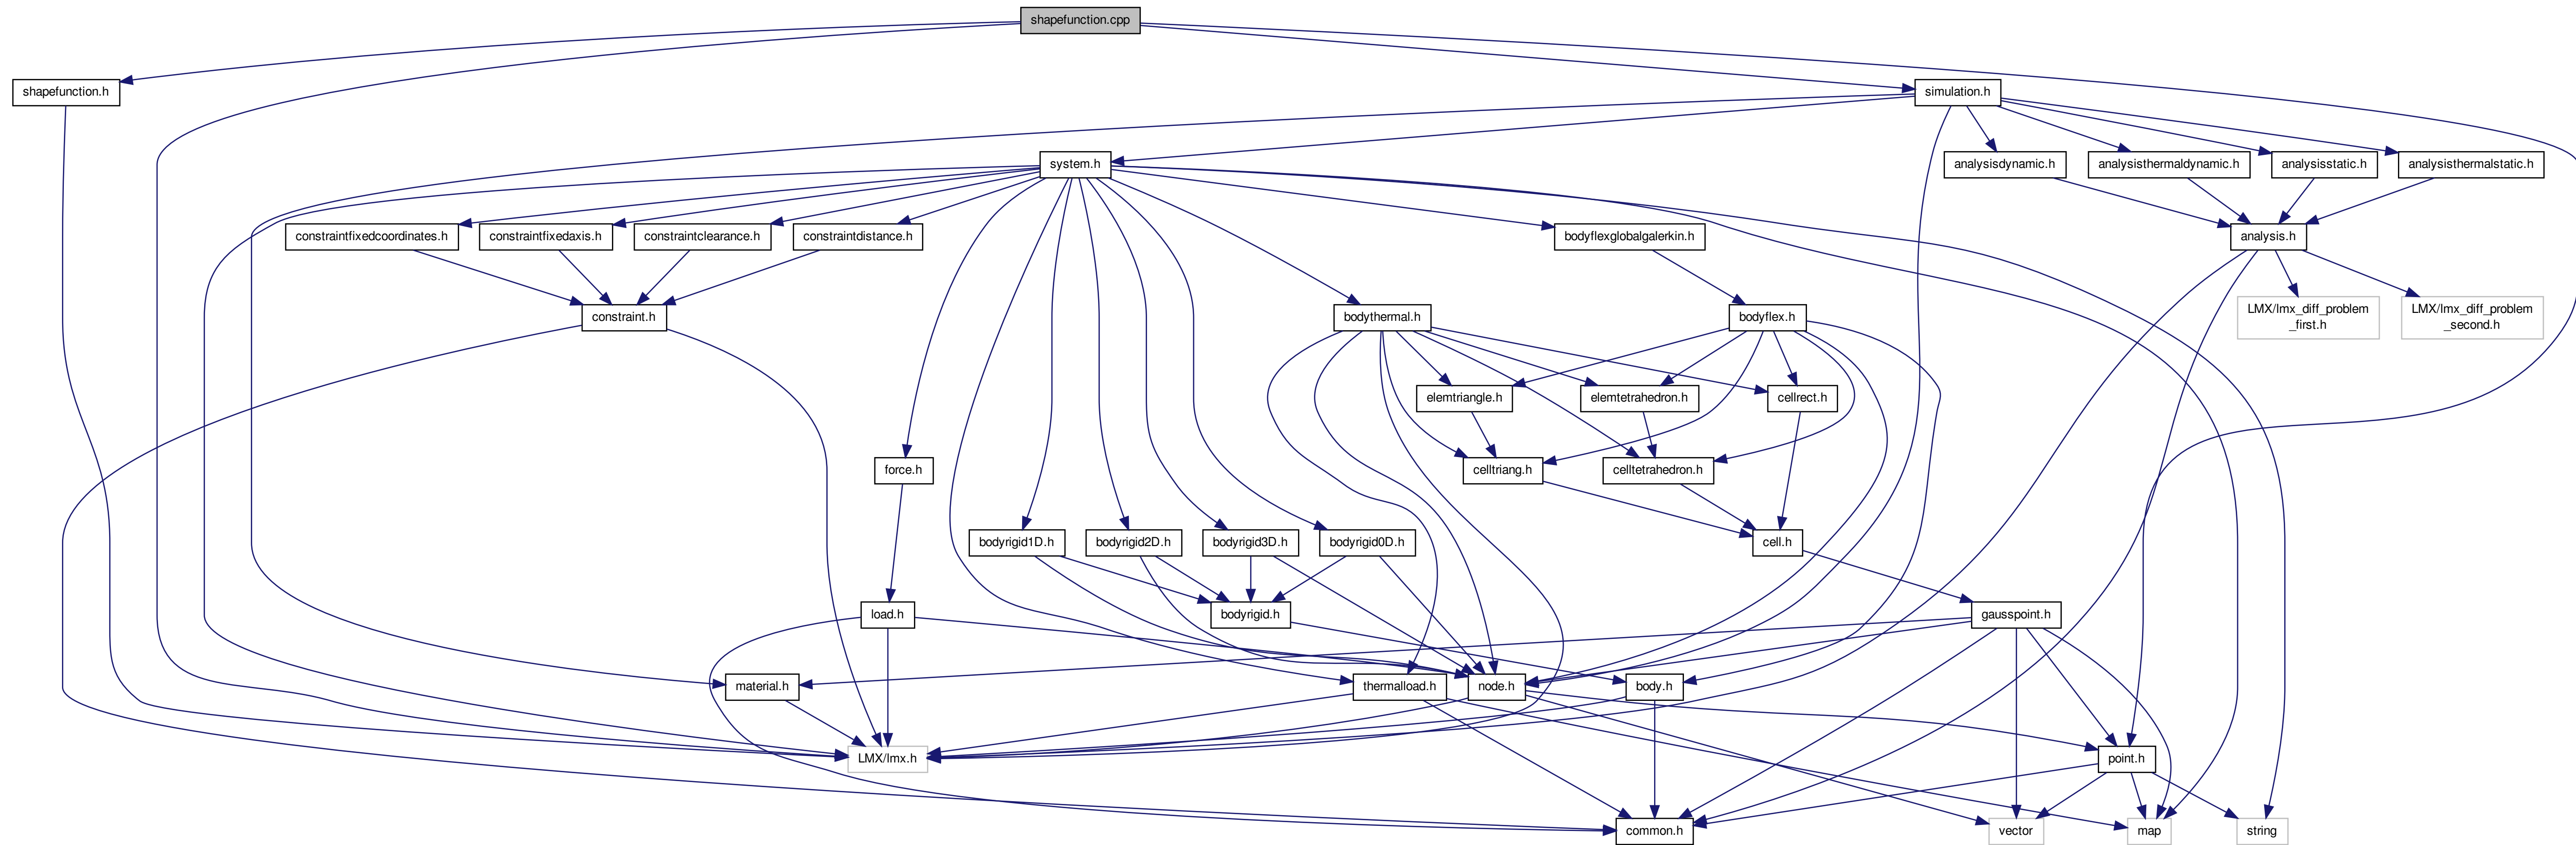 shapefunction.cpp
shapefunction.h
simulation.h
system.h
analysisdynamic.h
analysisthermaldynamic.h
analysisstatic.h
analysisthermalstatic.h
constraintfixedcoordinates.h
constraintfixedaxis.h
constraintclearance.h
constraintdistance.h
bodyflexglobalgalerkin.h
analysis.h
constraint.h
bodythermal.h
bodyflex.h
LMX/lmx_diff_problem
_first.h
LMX/lmx_diff_problem
_second.h
elemtriangle.h
elemtetrahedron.h
cellrect.h
force.h
celltriang.h
celltetrahedron.h
bodyrigid1D.h
bodyrigid2D.h
bodyrigid3D.h
bodyrigid0D.h
cell.h
load.h
bodyrigid.h
gausspoint.h
material.h
thermalload.h
node.h
body.h
LMX/lmx.h
point.h
common.h
vector
map
string